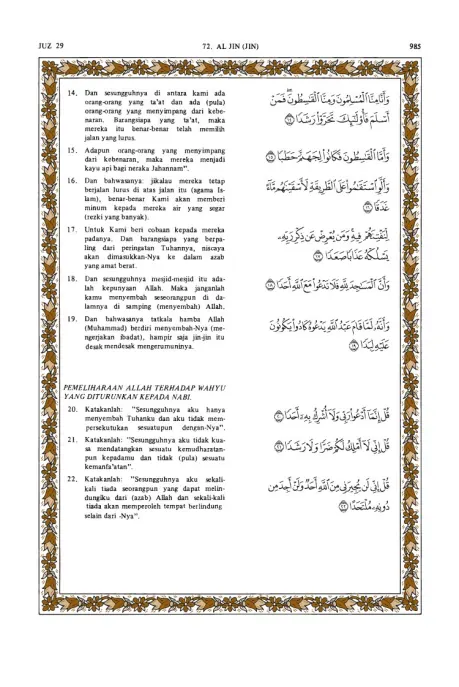 JUZ 29
72. AL JIN (JIN)
985
14. Dan sesungguhnya di antara kami ada
orang-orang yang ta'at dan ada (pula)
orang-orang yang menyimpang dari kebe-
naran. Barangsiapa yang ta'at, maka
mereka itu benar-benar telah memilih
jalan yang lurus.
15. Adapun orang-orang yang menyimpang
dari kebenaran, maka mereka menjadi
kayu api bagi neraka Jahannam".
16. Dan bahwasanya: jikalau mereka tetap
berjalan lurus di atas jalan itu (agama Is-
lam), benar-benar Kami akan memberi
minum kepada mereka air yang segar
(rezki yang banyak).
17. Untuk Kami beri cobaan kepada mereka
padanya. Dan barangsiapa yang berpa-
ling dari peringatan Tuhannya, niscaya
akan dimasukkan-Nya ke dalam azab
yang amat berat.
18. Dan sesungguhnya mesjid-mesjid itu ada-
lah kepunyaan Allah. Maka janganlah
kamu menyembah seseorangpun di da-
lamnya di samping (menyembah) Allah.
19. Dan bahwasanya tatkala hamba Allah
(Muhammad) berdiri menyembah-Nya (me-
ngerjakan ibadat), hampir saja jin-jin itu
desak mendesak mengerumuninya.
PEMELIHARAAN ALLAH TERHADAP WAHYU
YANG DITURUNKAN KEPADA NABI.
20. Katakanlah: "Sesungguhnya aku hanya
menyembah Tuhanku dan aku tidak mem-
persekutukan sesuatupun dengan-Nya".
21. Katakanlah: "Sesungguhnya aku tidak kua-
sa mendatangkan sesuatu kemudharatan-
pun kepadamu dan tidak (pula) sesuatu
kemanfa'atan".
22. Katakanlah: "Sesungguhnya aku sekali-
kali tiada seorangpun yang dapat melin-
dungiku dari (azab) Allah dan sekali-kali
tiada akan memperoleh tempat berlindung
selain dari -Nya".
وَأَنَّا مِنَّا الْمُسْلِمُونَ وَمِنَّا الْقَاسِطُونَ ۖ فَمَنْ
أَسْلَمَ فَأُولَٰئِكَ تَحَرَّوْا رَشَدًا ﴿١٤﴾
وَأَمَّا الْقَاسِطُونَ فَكَانُوا لِجَهَنَّمَ حَطَبًا ﴿١٥﴾
وَأَلَّوِ اسْتَقَامُوا عَلَى الطَّرِيقَةِ لَأَسْقَيْنَاهُم مَّاءً
غَدَقًا ﴿١٦﴾
لِنَفْتِنَهُمْ فِيهِ ۚ وَمَن يُعْرِضْ عَن ذِكْرِ رَبِّهِ
يَسْلُكْهُ عَذَابًا صَعَدًا ﴿١٧﴾
وَأَنَّ الْمَسَاجِدَ لِلَّهِ فَلَا تَدْعُوا مَعَ اللَّهِ أَحَدًا ﴿١٨﴾
وَأَنَّهُ لَمَّا قَامَ عَبْدُ اللَّهِ يَدْعُوهُ كَادُوا يَكُونُونَ
عَلَيْهِ لِبَدًا ﴿١٩﴾
قُلْ إِنَّمَا أَدْعُو رَبِّي وَلَا أُشْرِكُ بِهِ أَحَدًا ﴿٢٠﴾
قُلْ إِنِّي لَا أَمْلِكُ لَكُمْ ضَرًّا وَلَا رَشَدًا ﴿٢١﴾
قُلْ إِنِّي لَن يُجِيرَنِي مِنَ اللَّهِ أَحَدٌ وَلَنْ أَجِدَ مِن
دُونِهِ مُلْتَحَدًا ﴿٢٢﴾